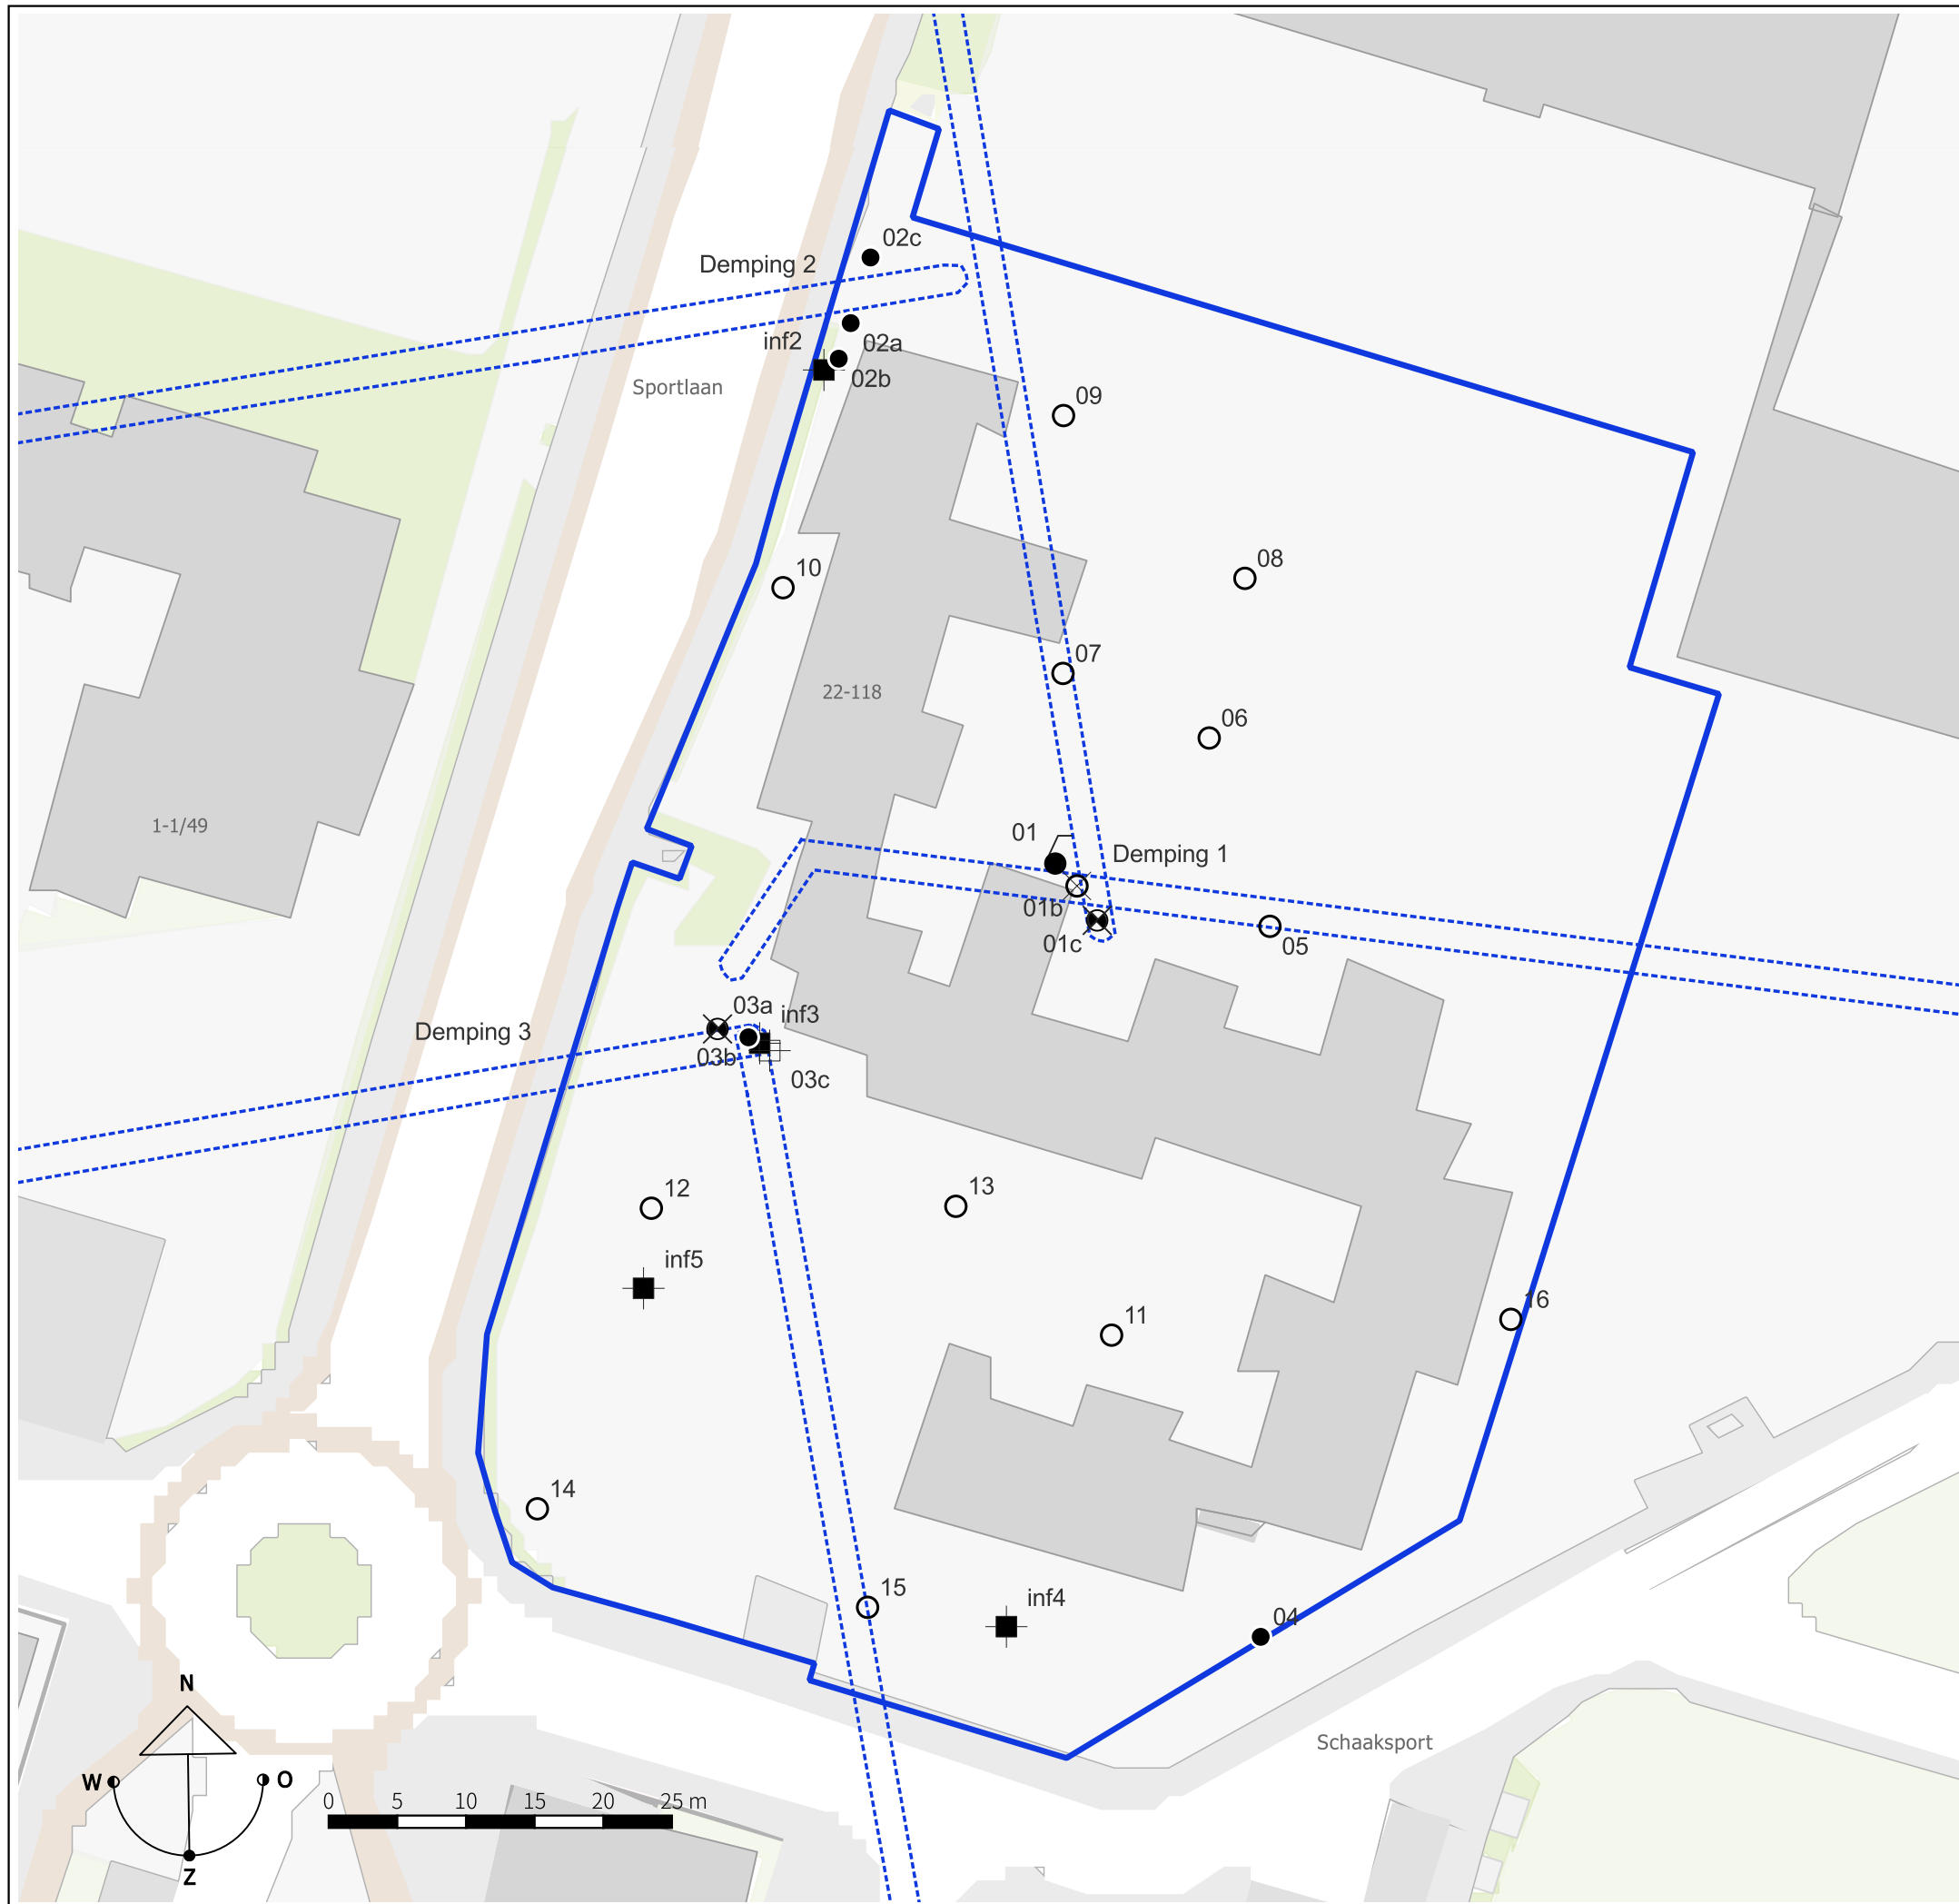 02c
Demping 2
inf2
02a
02b
Sportlaan
09
10
08
07
22-118
06
1-1/49
01
Demping 1
01b
01c
05
03a
inf3
Demping 3
03b
03c
12
13
inf5
16
11
14
15
inf4
04
N
Schaaksport
W
O
0 5 10 15 20 25 m
Z